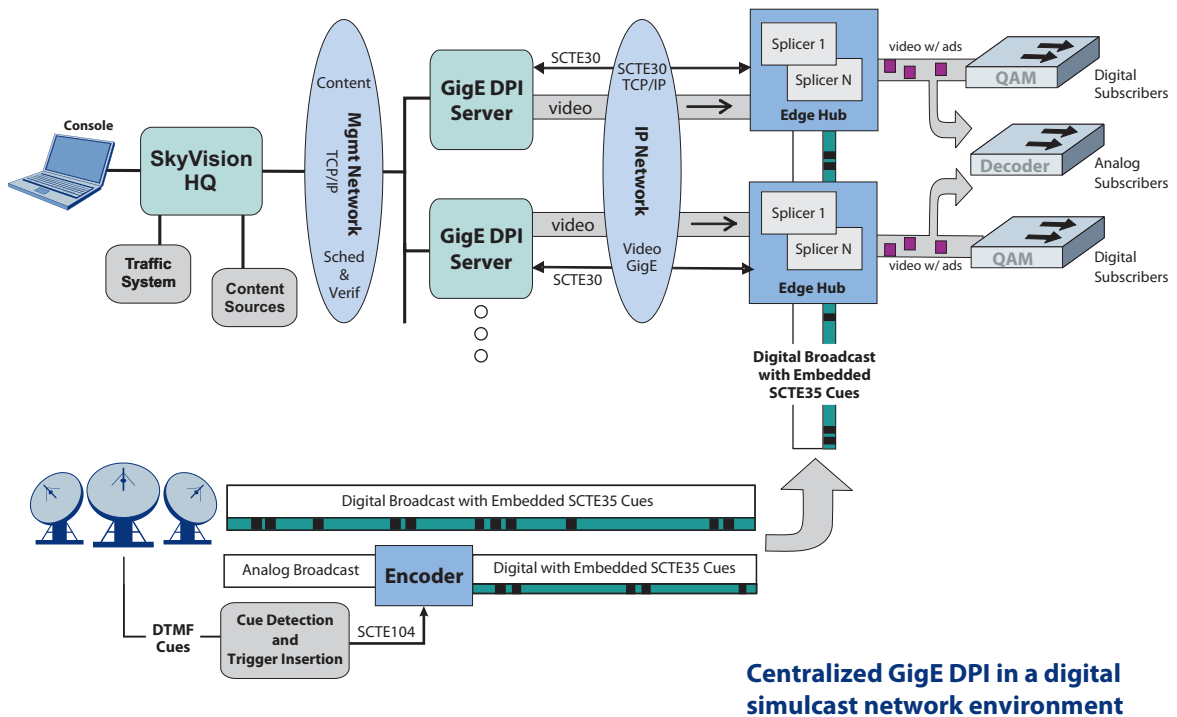 Console
SkyVision
HQ
Traffic
System
Content
Sources
Content
Mgmt Network
TCP/IP
Sched
&
Verif
GigE DPI
Server
SCTE30
video
GigE DPI
Server
video
SCTE30
SCTE30
TCP/IP
IP Network
Video
GigE
Splicer 1
Splicer N
Edge Hub
Splicer 1
Splicer N
Edge Hub
video w/ ads
QAM
Digital
Subscribers
Decoder
Analog
Subscribers
video w/ ads
QAM
Digital
Subscribers
Digital Broadcast
with Embedded
SCTE35 Cues
Digital Broadcast with Embedded SCTE35 Cues
Analog Broadcast
Encoder
Digital with Embedded SCTE35 Cues
DTMF
Cues
Cue Detection
and
Trigger Insertion
SCTE104
Centralized GigE DPI in a digital
simulcast network environment